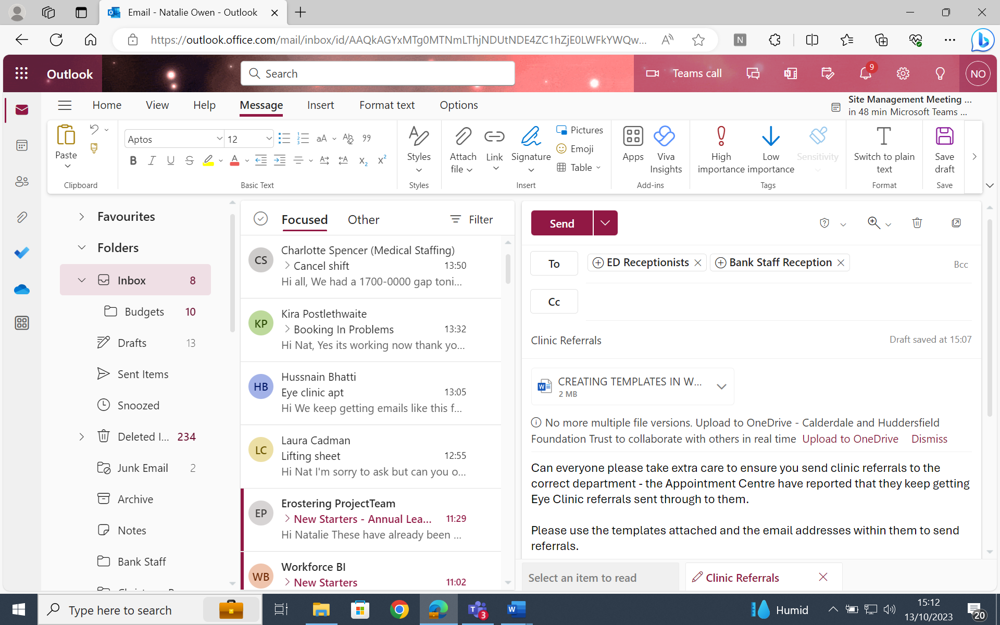 Email - Natalie Owen - Outlook
https://outlook.office.com/mail/inbox/id/AAQkAGYxMTg0MTNmLThjNDUtNDE4ZC1hZjE0LWFkYWQw...
N
Outlook
Search
Teams call
9
NO
Home View Help Message Insert Format text Options
Site Management Meeting ...
in 48 min Microsoft Teams ...
Paste
Clipboard
Aptos 12
Basic Text
Styles
Styles
Attach file
Link
Signature
Pictures
Emoji
Table
Insert
Apps
Viva Insights
Add-ins
High importance
Low importance
Sensitivity
Tags
Switch to plain text
Format
Save draft
Save
Favourites
Folders
Inbox 8
Budgets 10
Drafts 13
Sent Items
Snoozed
Deleted I... 234
Junk Email 2
Archive
Notes
Bank Staff
Focused Other Filter
CS
Charlotte Spencer (Medical Staffing)
Cancel shift 13:50
Hi all, We had a 1700-0000 gap toni...
KP
Kira Postlethwaite
Booking In Problems 13:32
Hi Nat, Yes its working now thank yo...
HB
Hussnain Bhatti
Eye clinic apt 13:05
Hi We keep getting emails like this f...
LC
Laura Cadman
Lifting sheet 12:55
Hi Nat I'm sorry to ask but can you o...
EP
Erostering ProjectTeam
New Starters - Annual Lea... 11:29
Hi Natalie These have already been ...
WB
Workforce BI
New Starters 11:02
Send
To ED Receptionists Bank Staff Reception Bcc
Cc
Clinic Referrals Draft saved at 15:07
CREATING TEMPLATES IN W...
2 MB
No more multiple file versions. Upload to OneDrive - Calderdale and Huddersfield
Foundation Trust to collaborate with others in real time Upload to OneDrive Dismiss
Can everyone please take extra care to ensure you send clinic referrals to the
correct department - the Appointment Centre have reported that they keep getting
Eye Clinic referrals sent through to them.
Please use the templates attached and the email addresses within them to send
referrals.
Select an item to read Clinic Referrals
Type here to search
3
Humid
15:12
13/10/2023
20